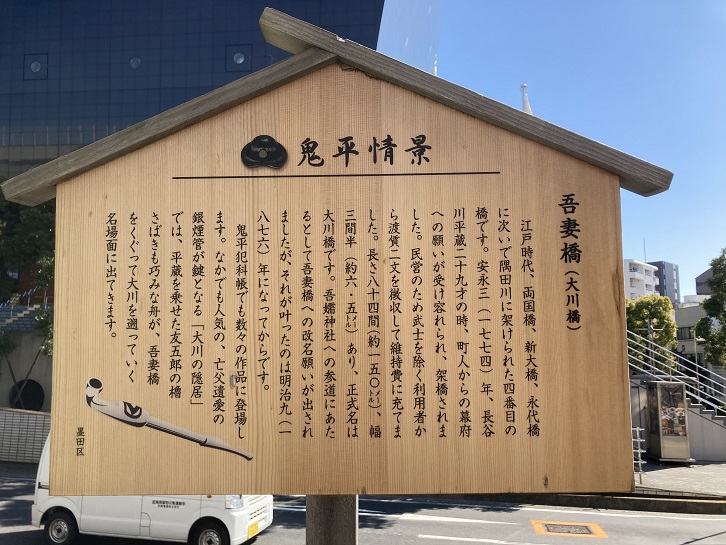 鬼平情景
吾妻橋(大川橋)
江戸時代、両国橋、新大橋、永代橋
に次いで隅田川に架けられた四番目の
橋です。安永三(一七七四)年、長谷
川平蔵二十九才の時、町人からの幕府
への願いが受け容れられ、架橋されま
した。民営のため武士を除く利用者か
ら渡賃二文を徴収して維持費に充てま
した。長さ八十四間(約一五〇㍍)、幅
三間半(約六・五㍍)あり、正式名は
大川橋です。吾嬬神社への参道にあた
るとして吾妻橋への改名願いが出され
ましたが、それが叶ったのは明治九(一
八七六)年になってからです。
鬼平犯科帳でも数々の作品に登場し
ます。なかでも人気の、亡父遺愛の
銀煙管が鍵となる「大川の隠居」
では、平蔵を乗せた友五郎の櫓
さばきも巧みな舟が、吾妻橋
をくぐって大川を遡っていく
名場面に出てきます。
墨田区